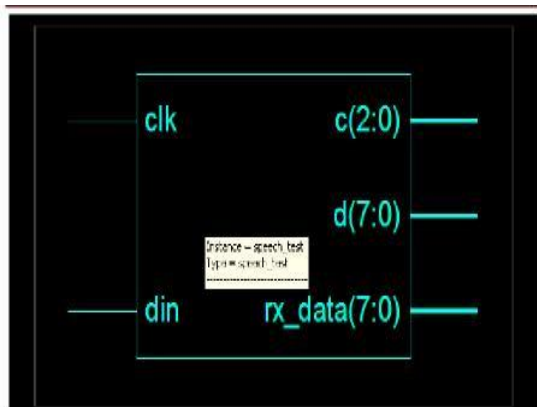 clk c(2:0)
d(7:0)
Instance = speech_test
Type = speech_test
din rx_data(7:0)